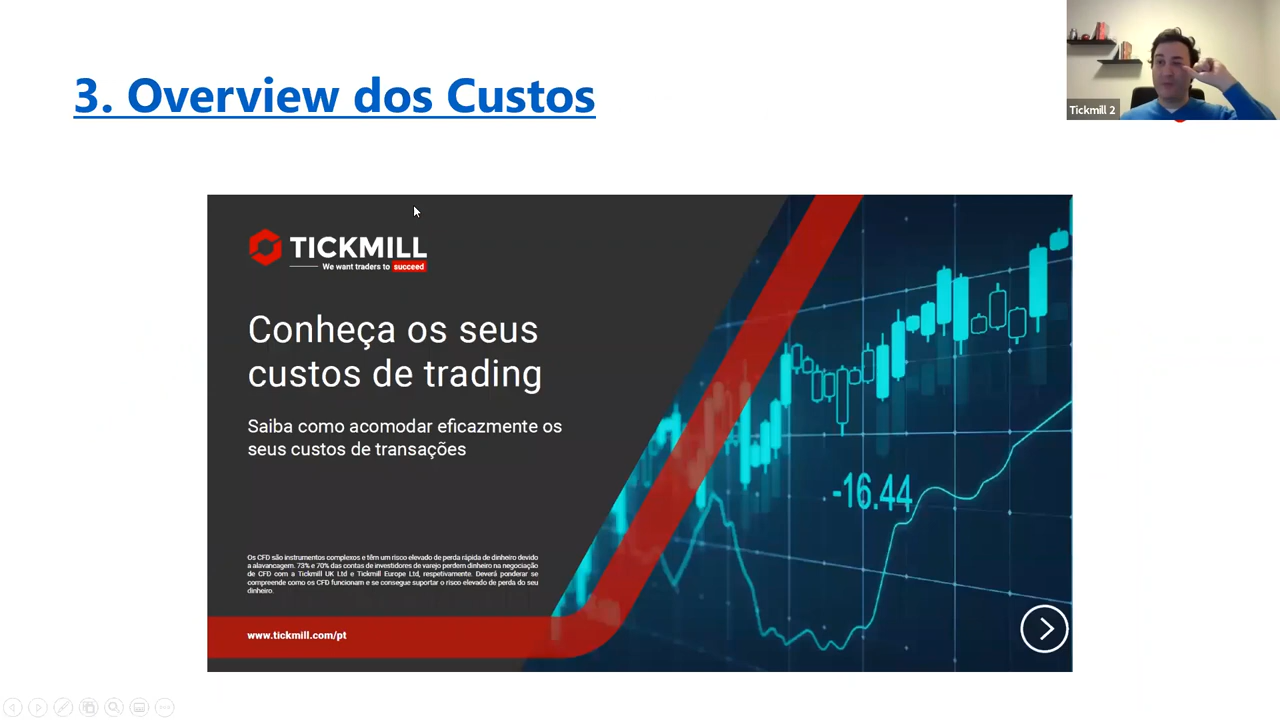 3. Overview dos Custos
Tickmill 2
TICKMILL
We want traders to succeed
Conheça os seus
custos de trading
Saiba como acomodar eficazmente os
seus custos de transações
-16.44
Os CFD são instrumentos complexos e têm um risco elevado de perda rápida de dinheiro devido
a alavancagem. 73% e 70% das contas de investidores de varejo perdem dinheiro na negociação
de CFD com a Tickmill UK Ltd e Tickmill Europe Ltd, respetivamente. Deverá ponderar se
compreende como os CFD funcionam e se consegue suportar o risco elevado de perda do seu
dinheiro.
www.tickmill.com/pt